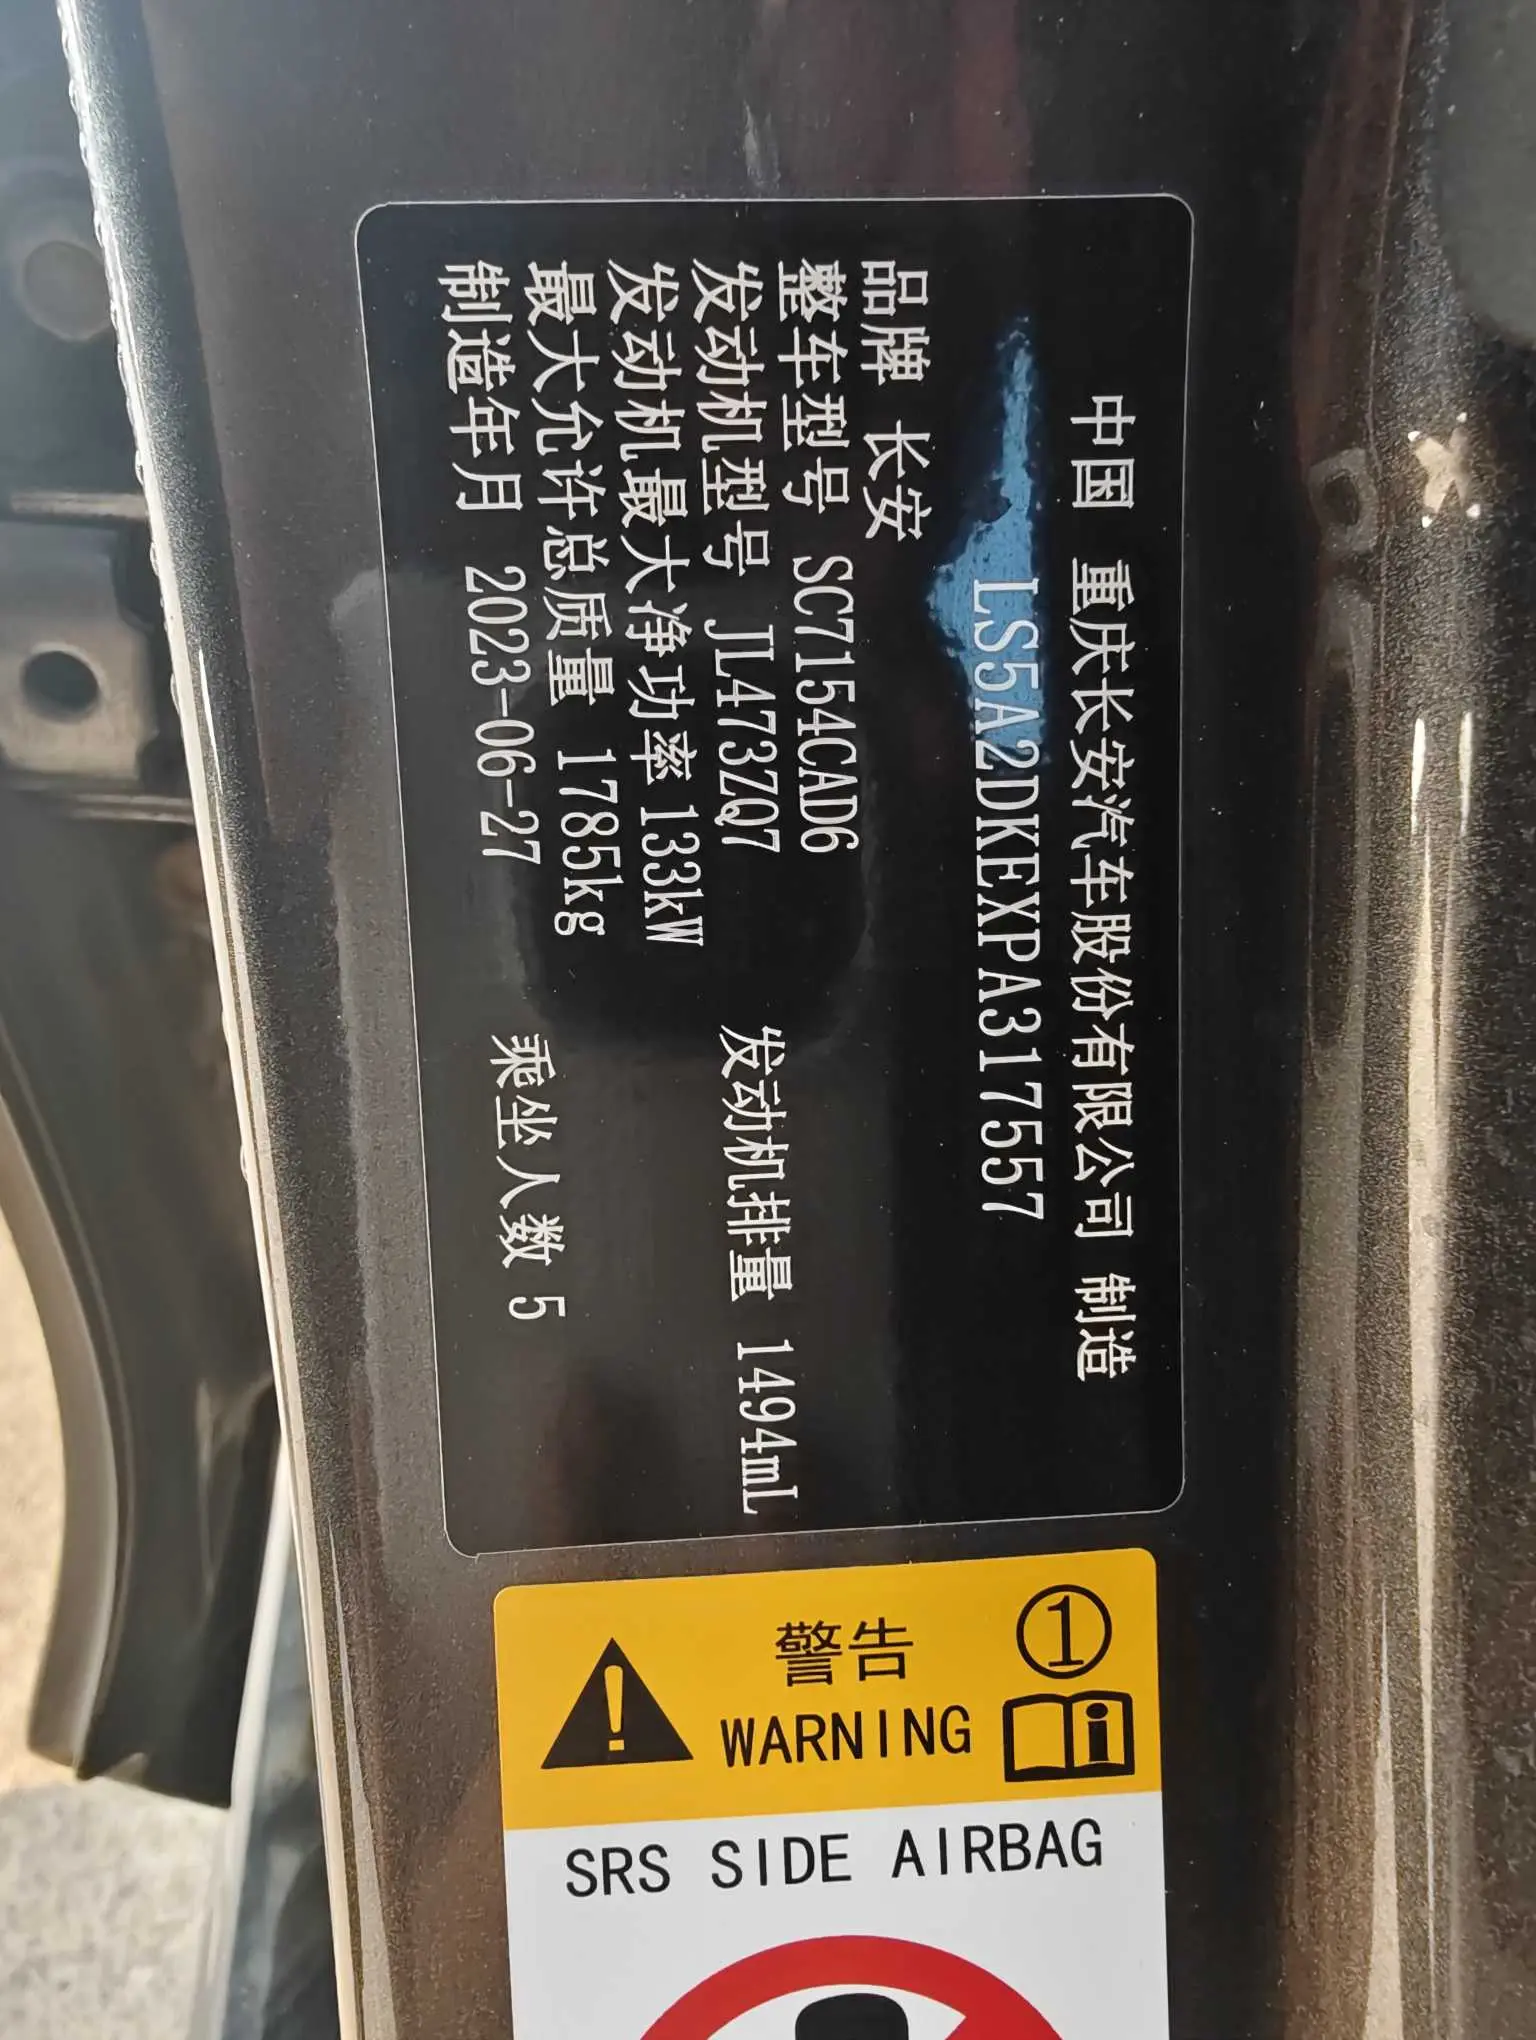 中国 重庆长安汽车股份有限公司 制造
LS5A2DKEXPA317557
品牌 长安
整车型号 SC7154CAD6
发动机型号 JL473ZQ7 发动机排量 1494mL
发动机最大净功率 133kW
最大允许总质量 1785kg
制造年月 2023-06-27 乘坐人数 5
①
警告
WARNING
SRS SIDE AIRBAG